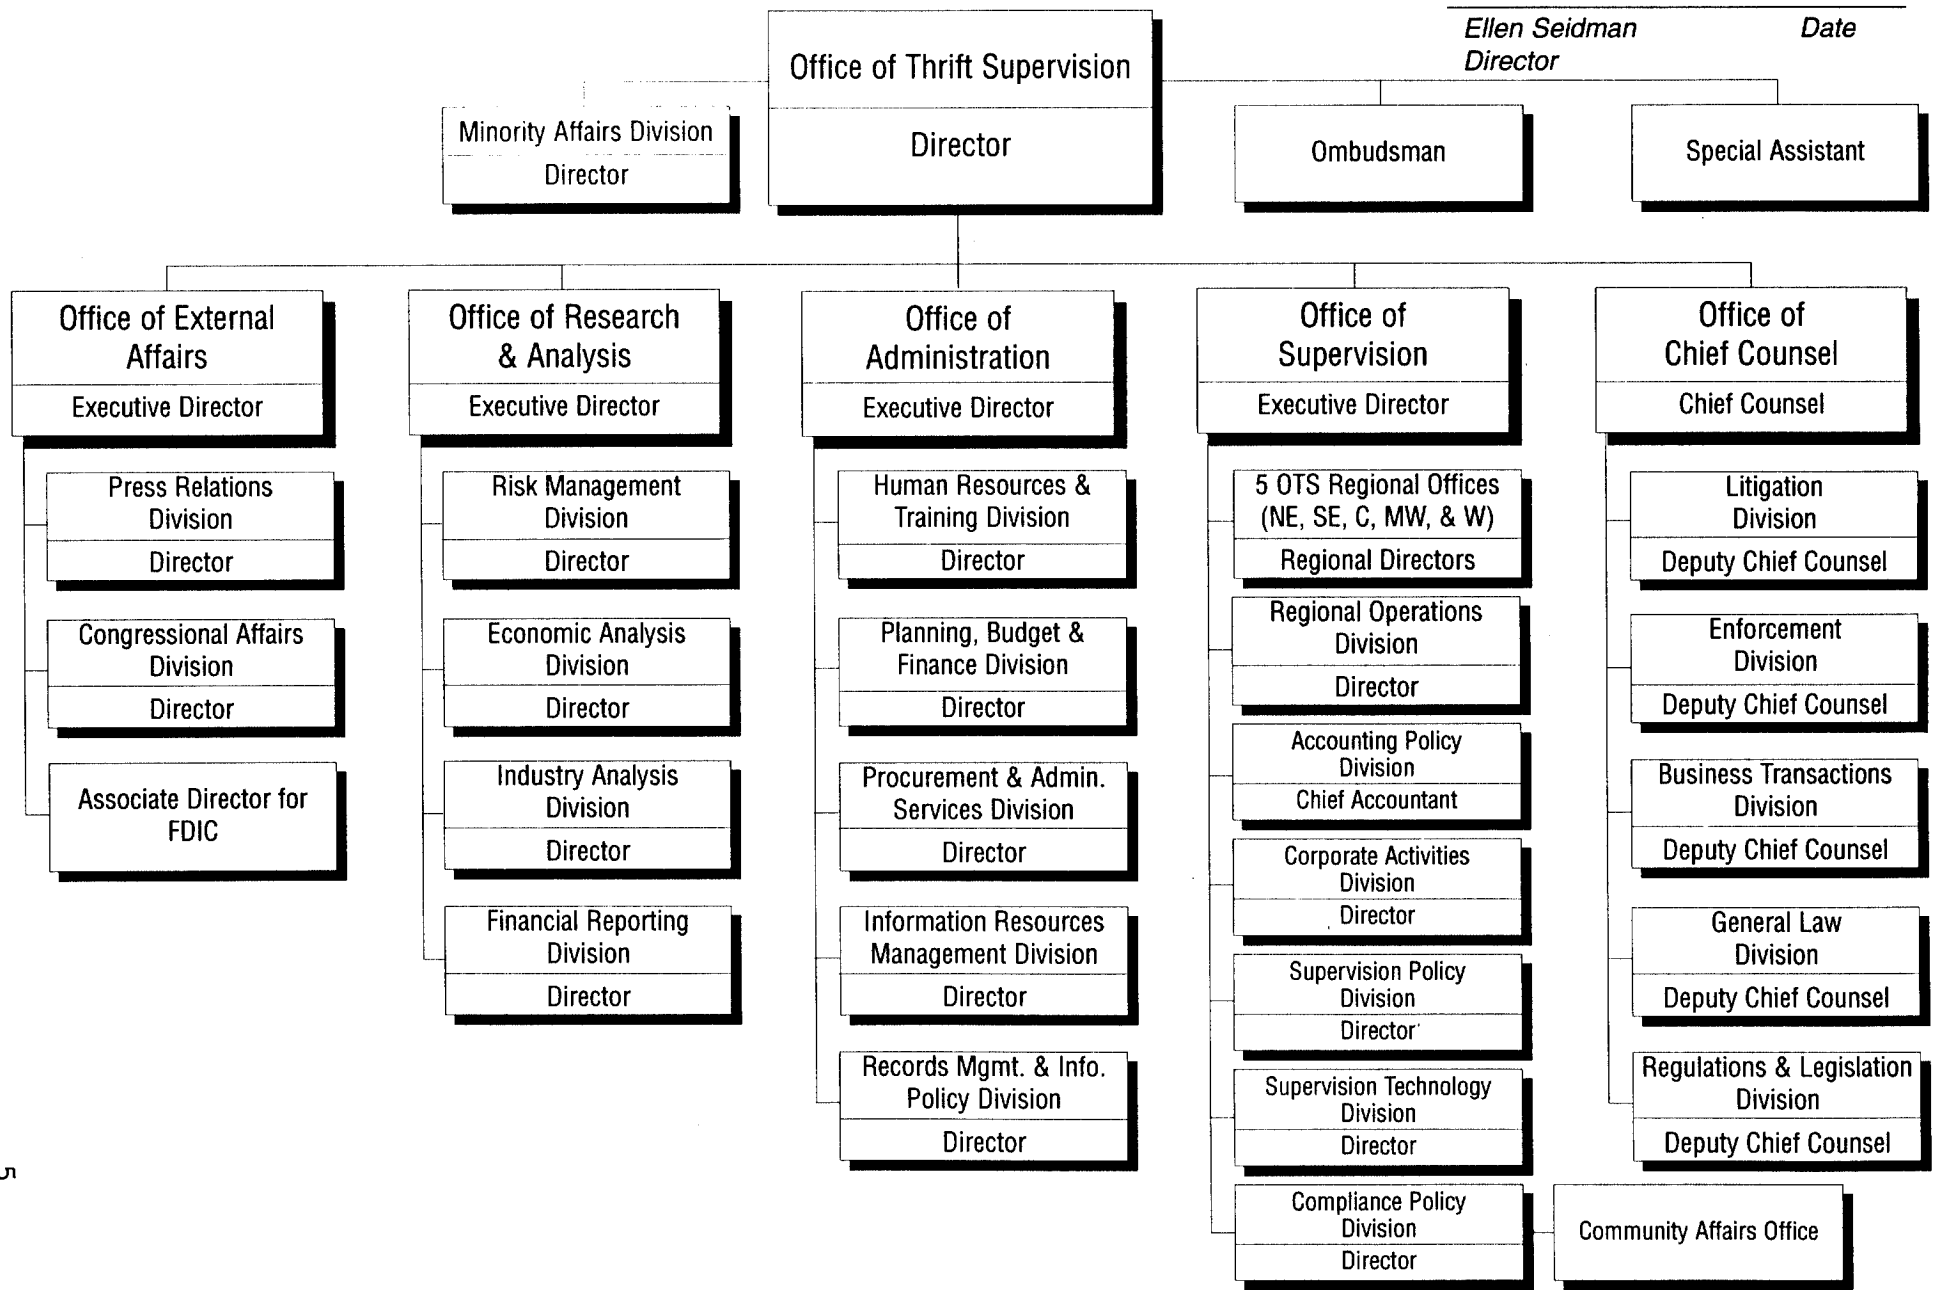 Ellen Seidman Date
Director
Office of Thrift Supervision
Director
Minority Affairs Division
Director
Ombudsman
Special Assistant
Office of External
Affairs
Executive Director
Press Relations
Division
Director
Congressional Affairs
Division
Director
Associate Director for
FDIC
Office of Research
& Analysis
Executive Director
Risk Management
Division
Director
Economic Analysis
Division
Director
Industry Analysis
Division
Director
Financial Reporting
Division
Director
Office of
Administration
Executive Director
Human Resources &
Training Division
Director
Planning, Budget &
Finance Division
Director
Procurement & Admin.
Services Division
Director
Information Resources
Management Division
Director
Records Mgmt. & Info.
Policy Division
Director
Office of
Supervision
Executive Director
5 OTS Regional Offices
(NE, SE, C, MW, & W)
Regional Directors
Regional Operations
Division
Director
Accounting Policy
Division
Chief Accountant
Corporate Activities
Division
Director
Supervision Policy
Division
Director
Supervision Technology
Division
Director
Compliance Policy
Division
Director
Community Affairs Office
Office of
Chief Counsel
Chief Counsel
Litigation
Division
Deputy Chief Counsel
Enforcement
Division
Deputy Chief Counsel
Business Transactions
Division
Deputy Chief Counsel
General Law
Division
Deputy Chief Counsel
Regulations & Legislation
Division
Deputy Chief Counsel
5